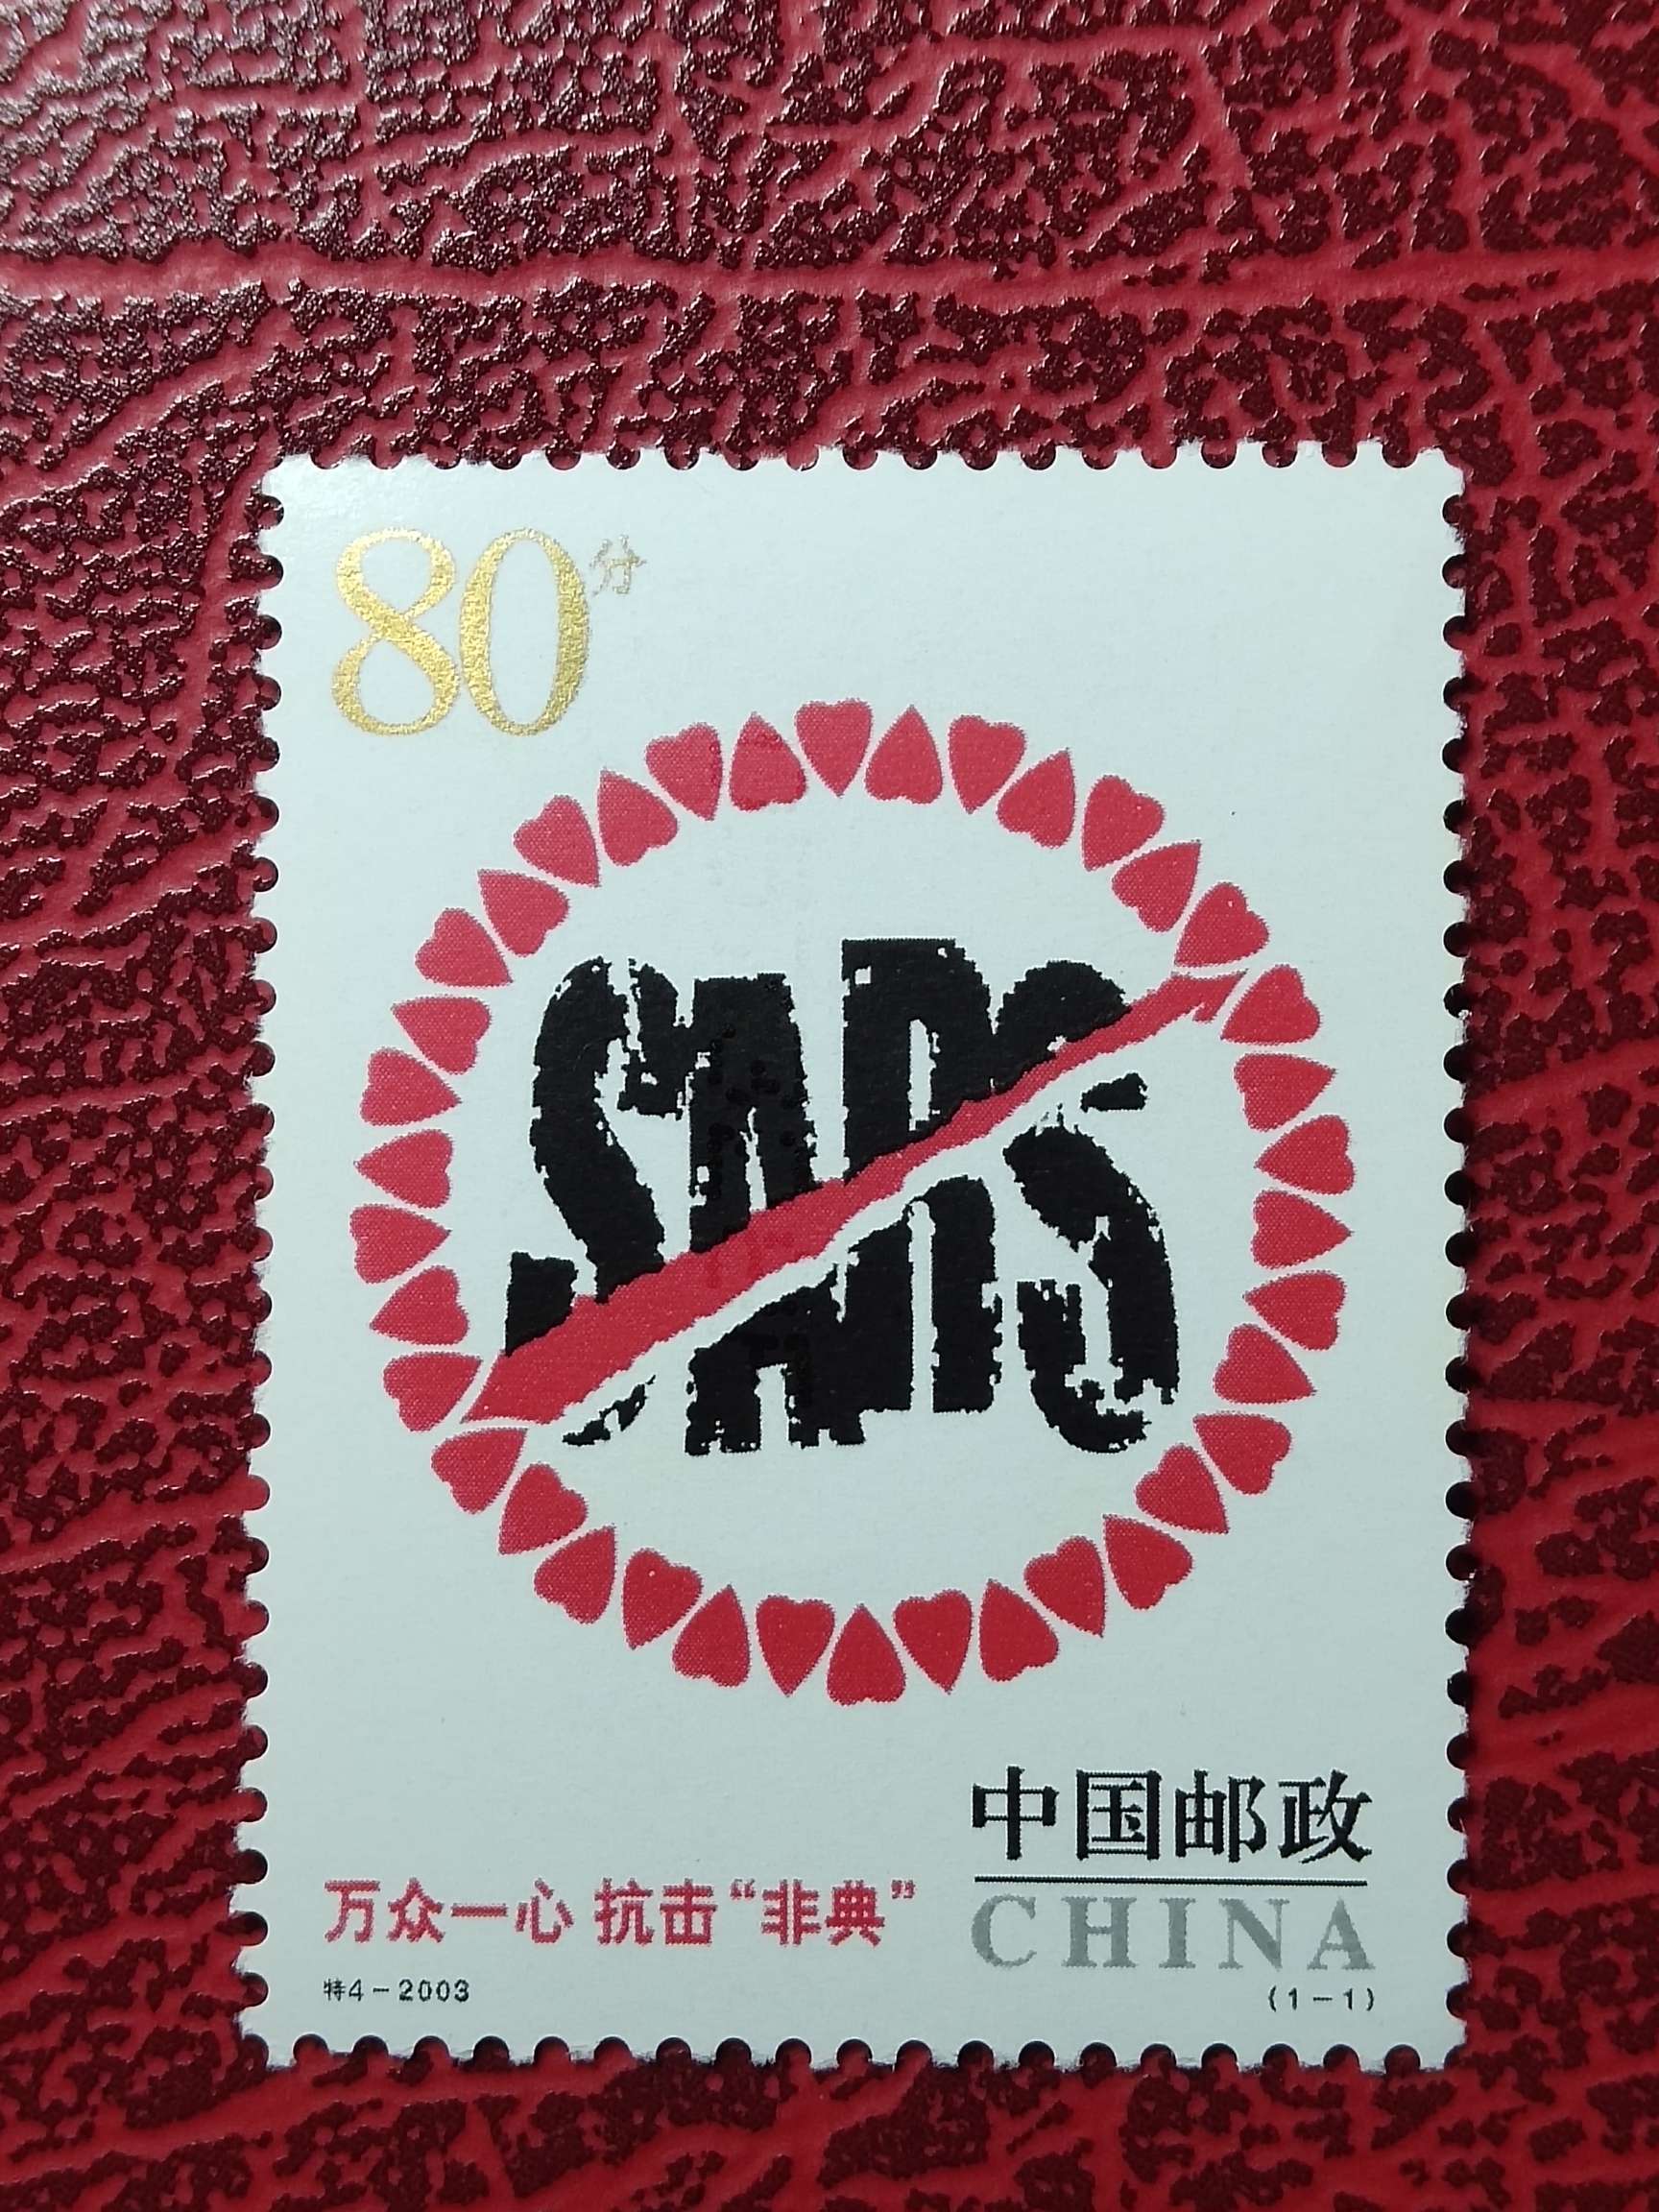 80分
SARS
中国邮政
万众一心 抗击“非典”
CHINA
特4-2003
(1-1)